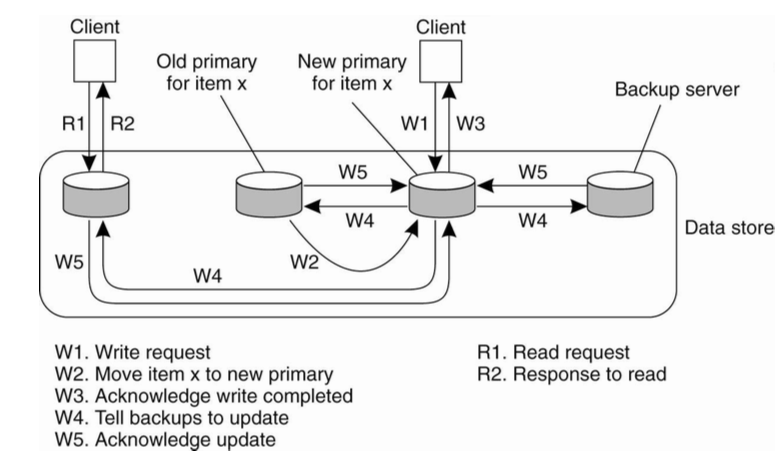 Client
Client
Old primary
for item x
New primary
for item x
Backup server
R1
R2
W1
W3
W5
W5
W4
W4
Data store
W5
W2
W4
W1. Write request
W2. Move item x to new primary
W3. Acknowledge write completed
W4. Tell backups to update
W5. Acknowledge update
R1. Read request
R2. Response to read